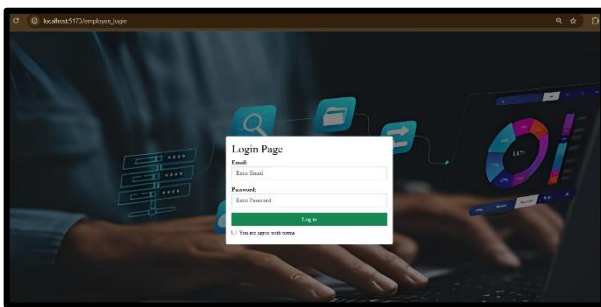 localhost:5173/employee_login
Login Page
Email:
Enter Email
Password:
Enter Password
Log in
You are agree with terms